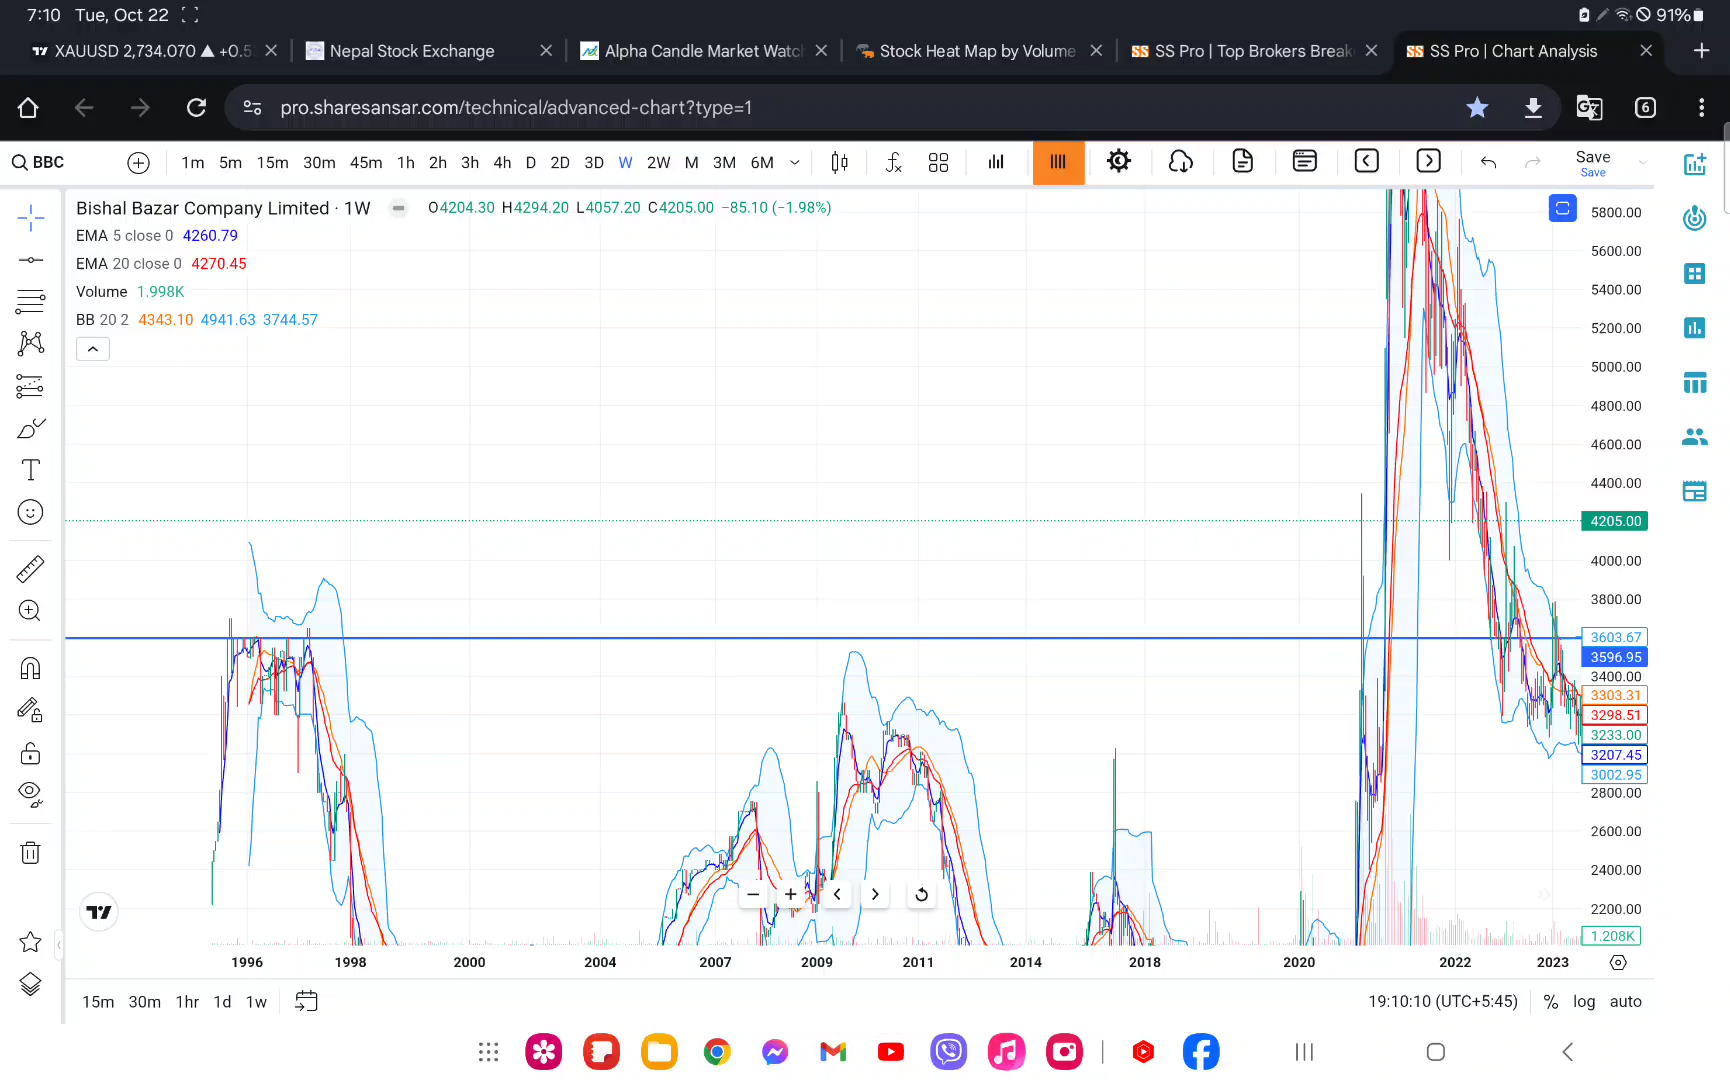 7:10 Tue, Oct 22 91%
XAUUSD 2,734.070 ▲ +0.5
Nepal Stock Exchange
Alpha Candle Market Watc
Stock Heat Map by Volume
SS Pro | Top Brokers Break
SS Pro | Chart Analysis
pro.sharesansar.com/technical/advanced-chart?type=1 6
BBC 1m 5m 15m 30m 45m 1h 2h 3h 4h D 2D 3D W 2W M 3M 6M Save
Save
Bishal Bazar Company Limited · 1W O4204.30 H4294.20 L4057.20 C4205.00 −85.10 (−1.98%)
EMA 5 close 0 4260.79
EMA 20 close 0 4270.45
Volume 1.998K
BB 20 2 4343.10 4941.63 3744.57
5800.00
5600.00
5400.00
5200.00
5000.00
4800.00
4600.00
4400.00
4205.00
4000.00
3800.00
3603.67
3596.95
3400.00
3303.31
3298.51
3233.00
3207.45
3002.95
2800.00
2600.00
2400.00
2200.00
1.208K
1996 1998 2000 2004 2007 2009 2011 2014 2018 2020 2022 2023
15m 30m 1hr 1d 1w 19:10:10 (UTC+5:45) % log auto